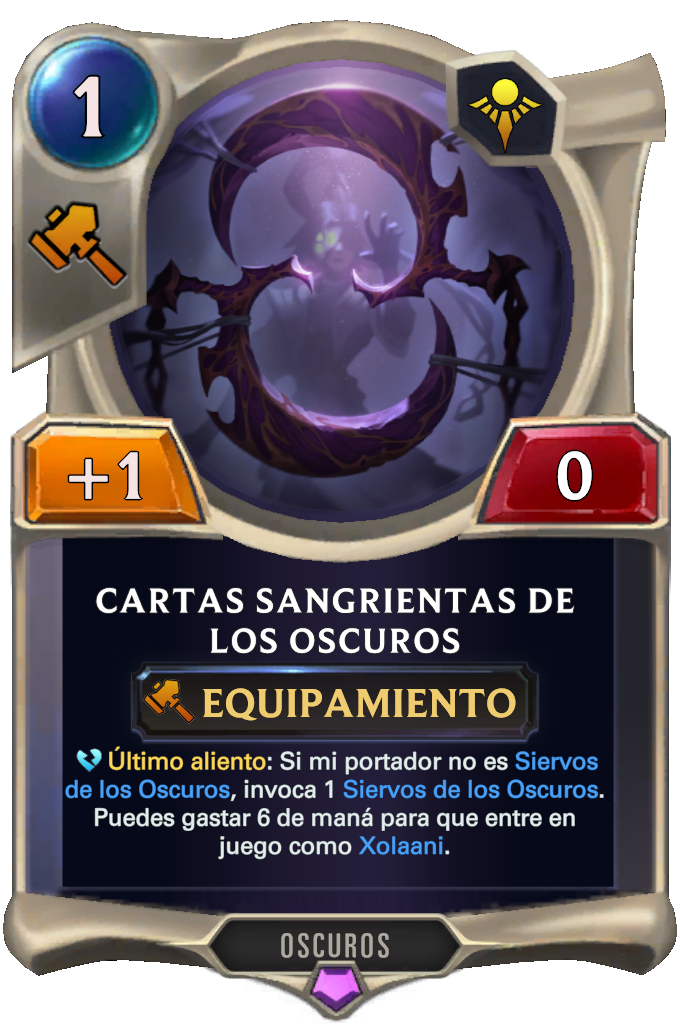 1
+1
0
CARTAS SANGRIENTAS DE
LOS OSCUROS
EQUIPAMIENTO
Último aliento: Si mi portador no es Siervos
de los Oscuros, invoca 1 Siervos de los Oscuros.
Puedes gastar 6 de maná para que entre en
juego como Xolaani.
OSCUROS